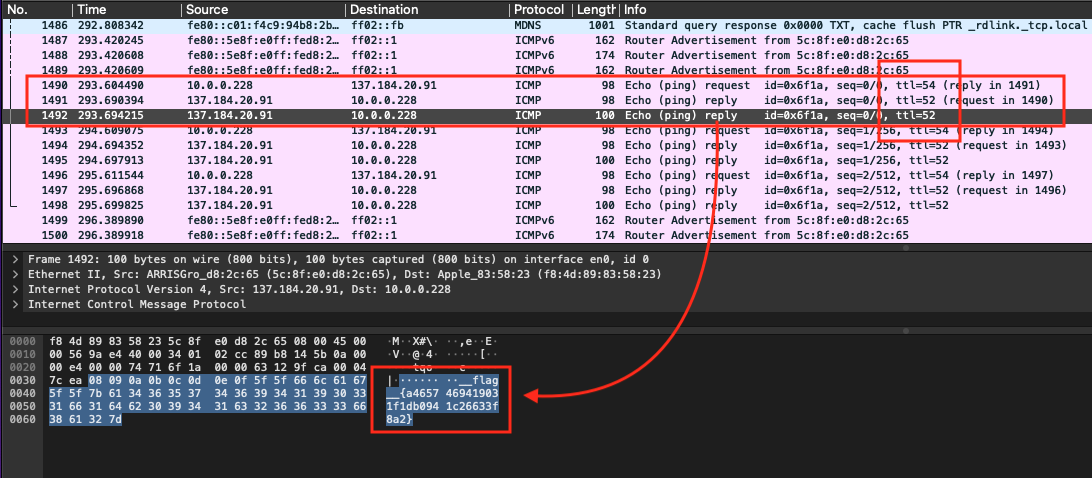 No. Time Source Destination Protocol Length Info
1486 292.808342 fe80::c01:f4c9:94b8:2b… ff02::fb MDNS 1001 Standard query response 0x0000 TXT, cache flush PTR _rdlink._tcp.local
1487 293.420245 fe80::5e8f:e0ff:fed8:2… ff02::1 ICMPv6 162 Router Advertisement from 5c:8f:e0:d8:2c:65
1488 293.420608 fe80::5e8f:e0ff:fed8:2… ff02::1 ICMPv6 174 Router Advertisement from 5c:8f:e0:d8:2c:65
1489 293.420609 fe80::5e8f:e0ff:fed8:2… ff02::1 ICMPv6 162 Router Advertisement from 5c:8f:e0:d8:2c:65
1490 293.604490 10.0.0.228 137.184.20.91 ICMP 98 Echo (ping) request id=0x6f1a, seq=0/0, ttl=54 (reply in 1491)
1491 293.690394 137.184.20.91 10.0.0.228 ICMP 98 Echo (ping) reply id=0x6f1a, seq=0/0, ttl=52 (request in 1490)
1492 293.694215 137.184.20.91 10.0.0.228 ICMP 100 Echo (ping) reply id=0x6f1a, seq=0/0, ttl=52
1493 294.609075 10.0.0.228 137.184.20.91 ICMP 98 Echo (ping) request id=0x6f1a, seq=1/256, ttl=54 (reply in 1494)
1494 294.694352 137.184.20.91 10.0.0.228 ICMP 98 Echo (ping) reply id=0x6f1a, seq=1/256, ttl=52 (request in 1493)
1495 294.697913 137.184.20.91 10.0.0.228 ICMP 100 Echo (ping) reply id=0x6f1a, seq=1/256, ttl=52
1496 295.611544 10.0.0.228 137.184.20.91 ICMP 98 Echo (ping) request id=0x6f1a, seq=2/512, ttl=54 (reply in 1497)
1497 295.696868 137.184.20.91 10.0.0.228 ICMP 98 Echo (ping) reply id=0x6f1a, seq=2/512, ttl=52 (request in 1496)
1498 295.699825 137.184.20.91 10.0.0.228 ICMP 100 Echo (ping) reply id=0x6f1a, seq=2/512, ttl=52
1499 296.389890 fe80::5e8f:e0ff:fed8:2… ff02::1 ICMPv6 162 Router Advertisement from 5c:8f:e0:d8:2c:65
1500 296.389918 fe80::5e8f:e0ff:fed8:2… ff02::1 ICMPv6 174 Router Advertisement from 5c:8f:e0:d8:2c:65
Frame 1492: 100 bytes on wire (800 bits), 100 bytes captured (800 bits) on interface en0, id 0
Ethernet II, Src: ARRISGro_d8:2c:65 (5c:8f:e0:d8:2c:65), Dst: Apple_83:58:23 (f8:4d:89:83:58:23)
Internet Protocol Version 4, Src: 137.184.20.91, Dst: 10.0.0.228
Internet Control Message Protocol
0000 f8 4d 89 83 58 23 5c 8f e0 d8 2c 65 08 00 45 00 ·M··X#\· ··,e··E·
0010 00 56 9a e4 40 00 34 01 02 cc 89 b8 14 5b 0a 00 ·V··@·4· ·····[··
0020 00 e4 00 00 74 71 6f 1a 00 00 63 12 9f ca 00 04 ····tqo· ··c·····
0030 7c ea 08 09 0a 0b 0c 0d 0e 0f 5f 5f 66 6c 61 67 |······· ··__flag
0040 5f 5f 7b 61 34 36 35 37 34 36 39 34 31 39 30 33 __{a4657 46941903
0050 31 66 31 64 62 30 39 34 31 63 32 36 36 33 33 66 1f1db094 1c26633f
0060 38 61 32 7d 8a2}